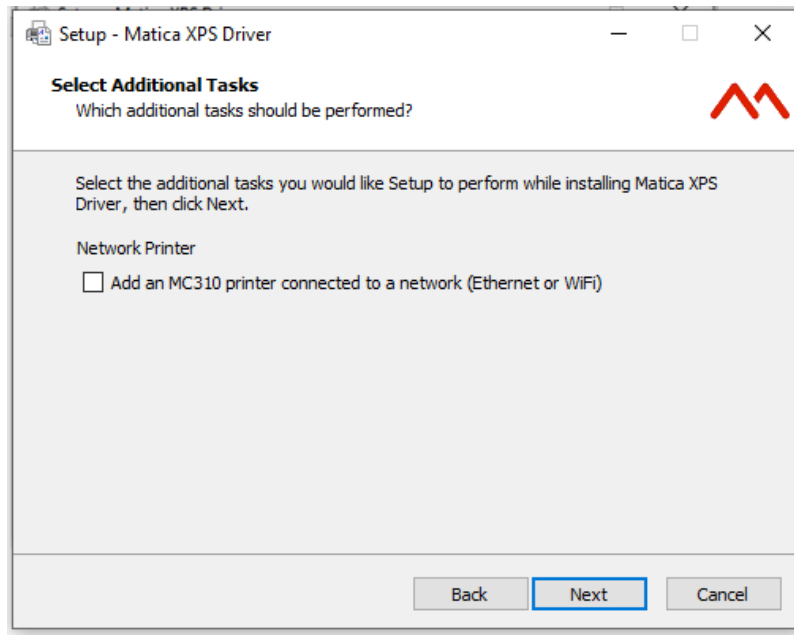 Setup - Matica XPS Driver
Select Additional Tasks
Which additional tasks should be performed?
Select the additional tasks you would like Setup to perform while installing Matica XPS
Driver, then click Next.
Network Printer
Add an MC310 printer connected to a network (Ethernet or WiFi)
Back
Next
Cancel